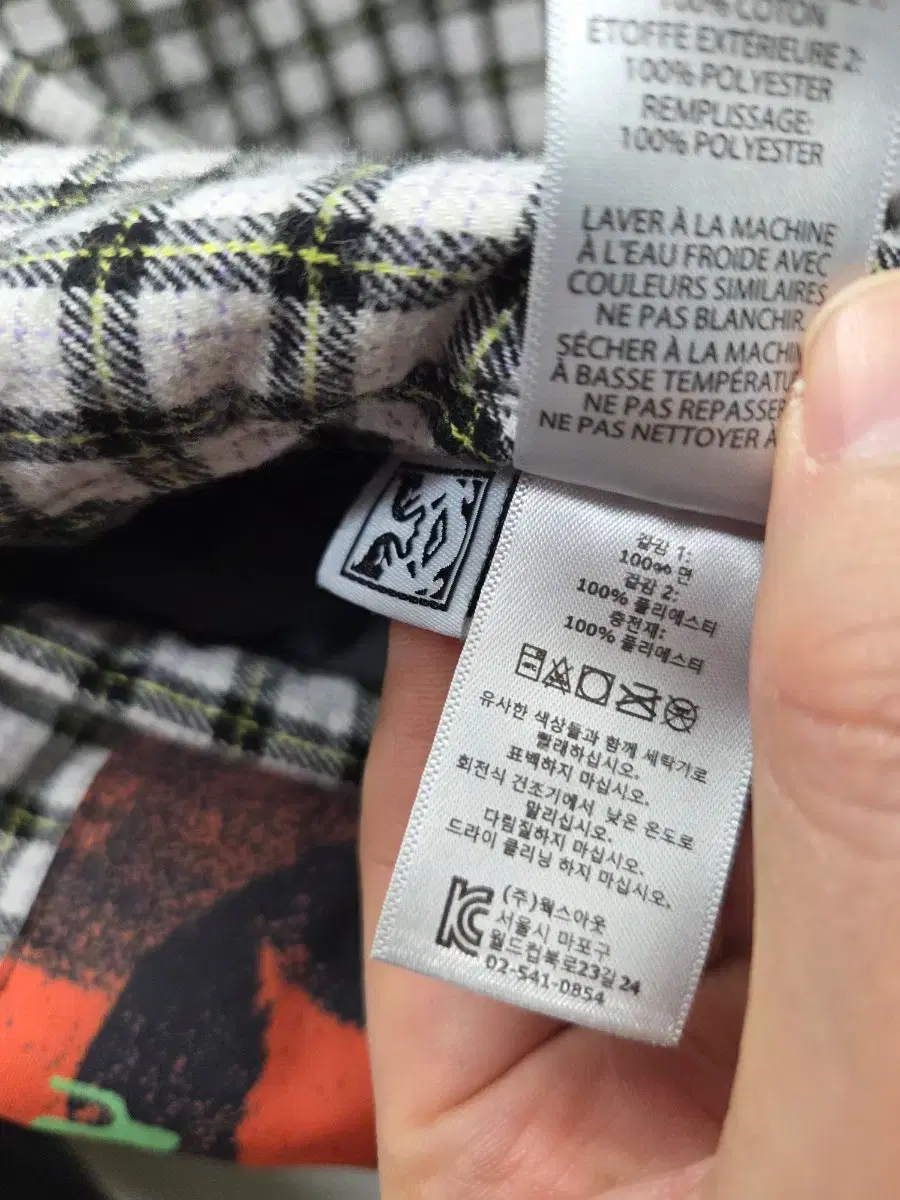 100% COTON
ETOFFE EXTÉRIEURE 2:
100% POLYESTER
REMPLISSAGE:
100% POLYESTER
LAVER À LA MACHINE
À L'EAU FROIDE AVEC
COULEURS SIMILAIRES
NE PAS BLANCHIR
SÉCHER À LA MACHIN
À BASSE TEMPÉRATU
NE PAS REPASSER
NE PAS NETTOYER À
겉감 1:
100% 면
겉감 2:
100% 폴리에스터
충전재:
100% 폴리에스터
유사한 색상들과 함께 세탁기로
빨래하십시오.
표백하지 마십시오.
회전식 건조기에서 낮은 온도로
말리십시오.
다림질하지 마십시오.
드라이 클리닝 하지 마십시오.
(주)웍스아웃
서울시 마포구
월드컵북로23길 24
02-541-0854